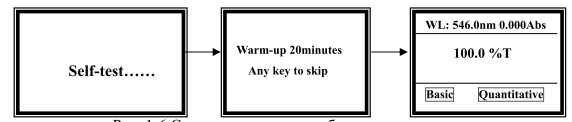 Self-test……
Warm-up 20minutes
Any key to skip
WL: 546.0nm 0.000Abs
100.0 %T
Basic Quantitative